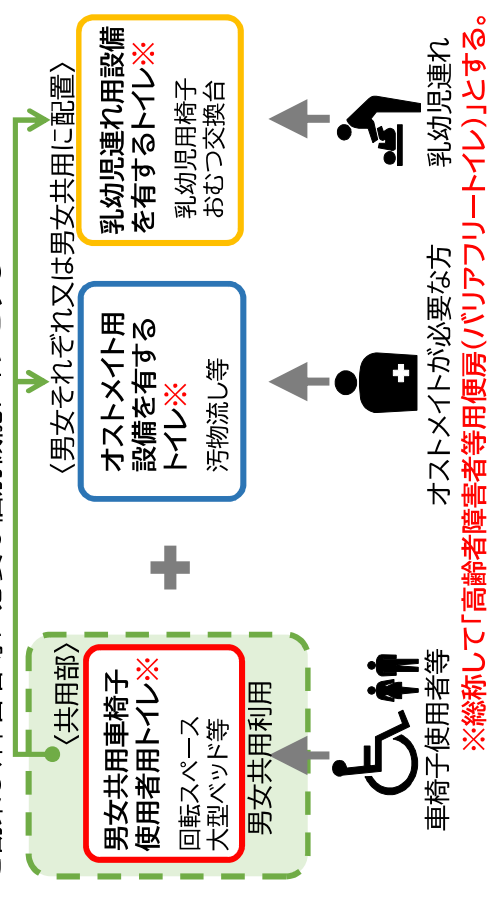 〈共用部〉
男女共用車椅子
使用者用トイレ※
回転スペース
大型ベッド等
男女共用利用
車椅子使用者等
〈男女それぞれ又は男女共用に配置〉
オストメイト用
設備を有する
トイレ※
汚物流し等
オストメイトが必要な方
乳幼児連れ用設備
を有するトイレ※
乳幼児用椅子
おむつ交換台
乳幼児連れ
※総称して「高齢者障害者等用便房(バリアフリートイレ)」とする。